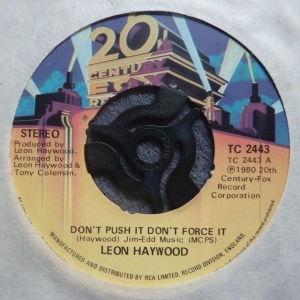 20
CENTURY
FOX
STEREO
Produced by
Leon Haywood.
Arranged by
Leon Haywood &
Tony Coleman.
TC 2443
TC 2443 A
℗ 1980 20th
Century-Fox
Record
Corporation
DON'T PUSH IT DON'T FORCE IT
(Haywood) Jim-Edd Music (MCPS)
LEON HAYWOOD
MANUFACTURED AND DISTRIBUTED BY RCA LIMITED, RECORD DIVISION, ENGLAND.